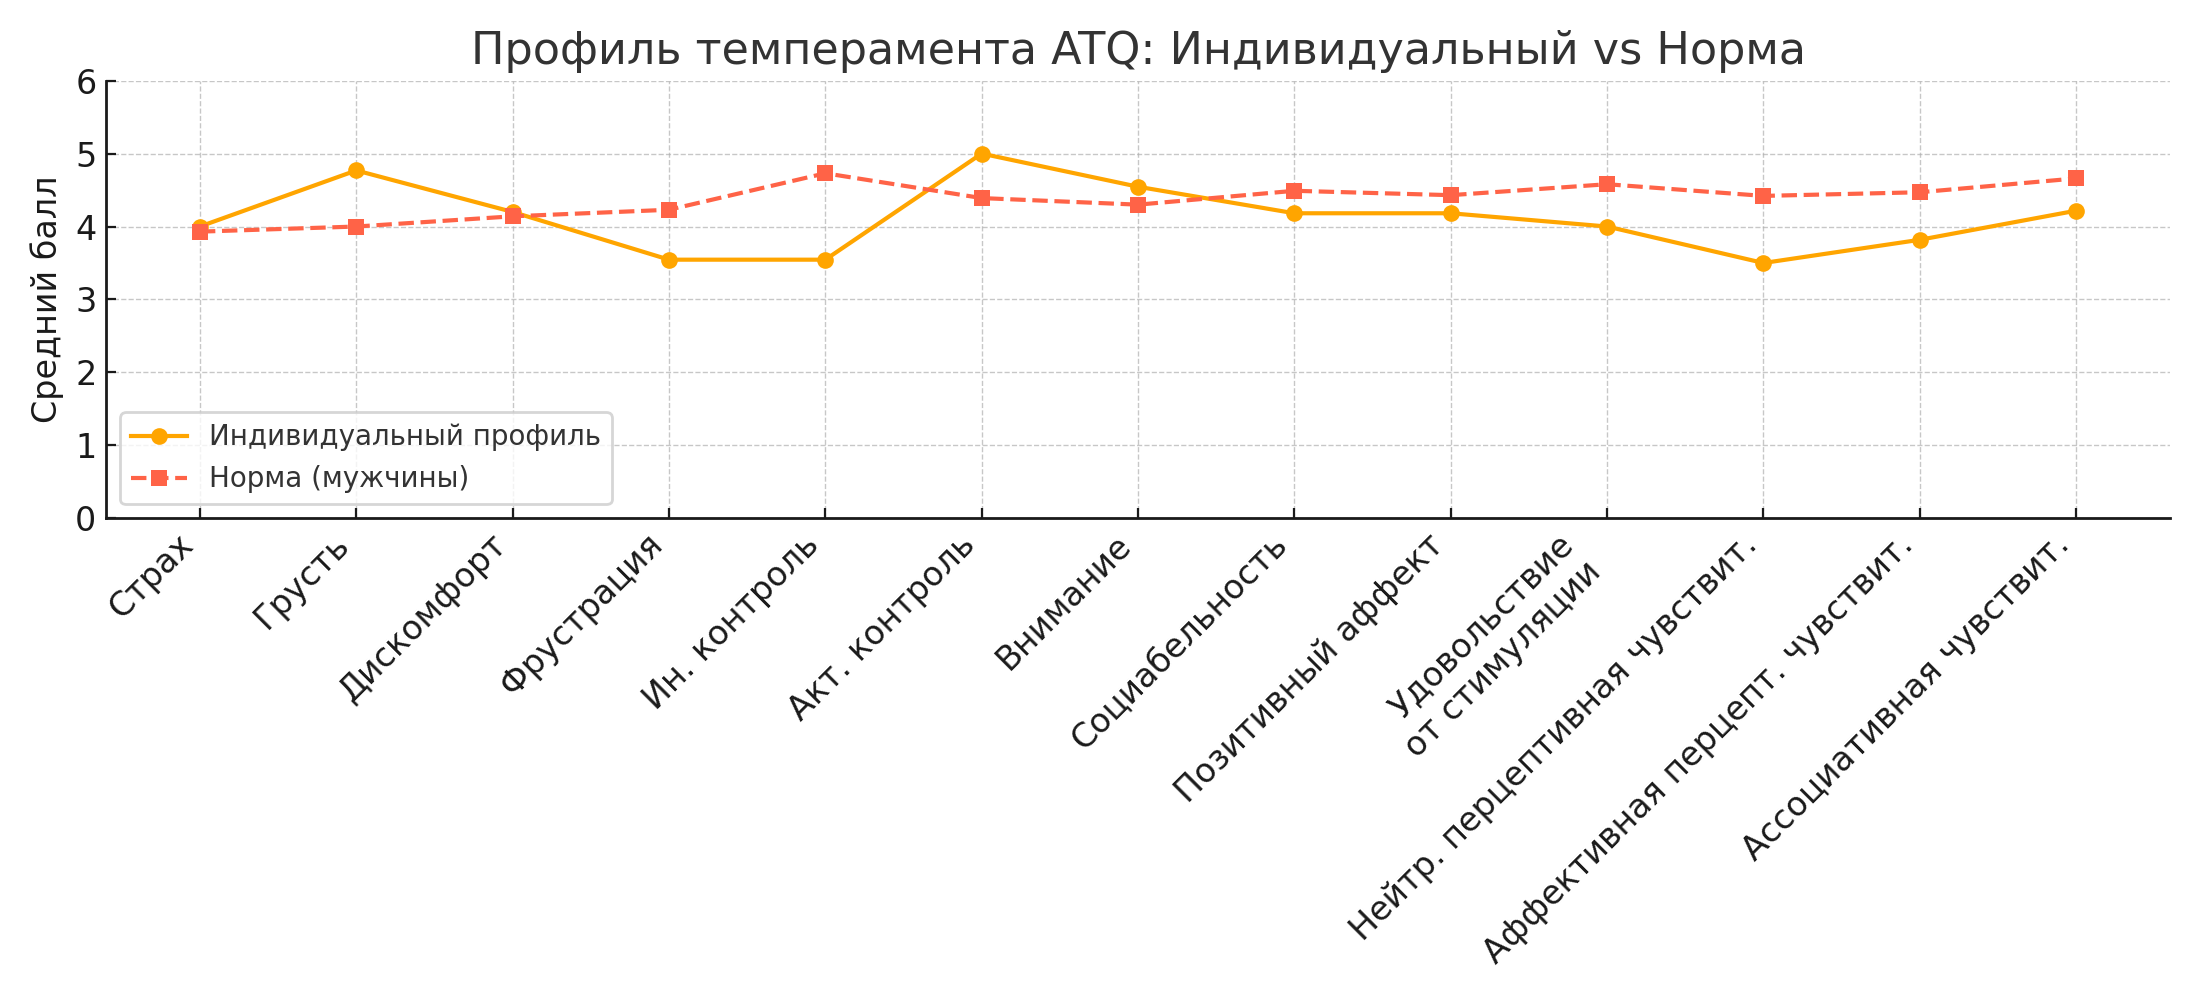 Профиль темперамента ATQ: Индивидуальный vs Норма
Средний балл
6
5
4
3
2
1
0
Индивидуальный профиль
Норма (мужчины)
Страх
Грусть
Дискомфорт
Фрустрация
Ин. контроль
Акт. контроль
Внимание
Социабельность
Позитивный аффект
Удовольствие
от стимуляции
Нейтр. перцептивная чувствит.
Аффективная перцепт. чувствит.
Ассоциативная чувствит.